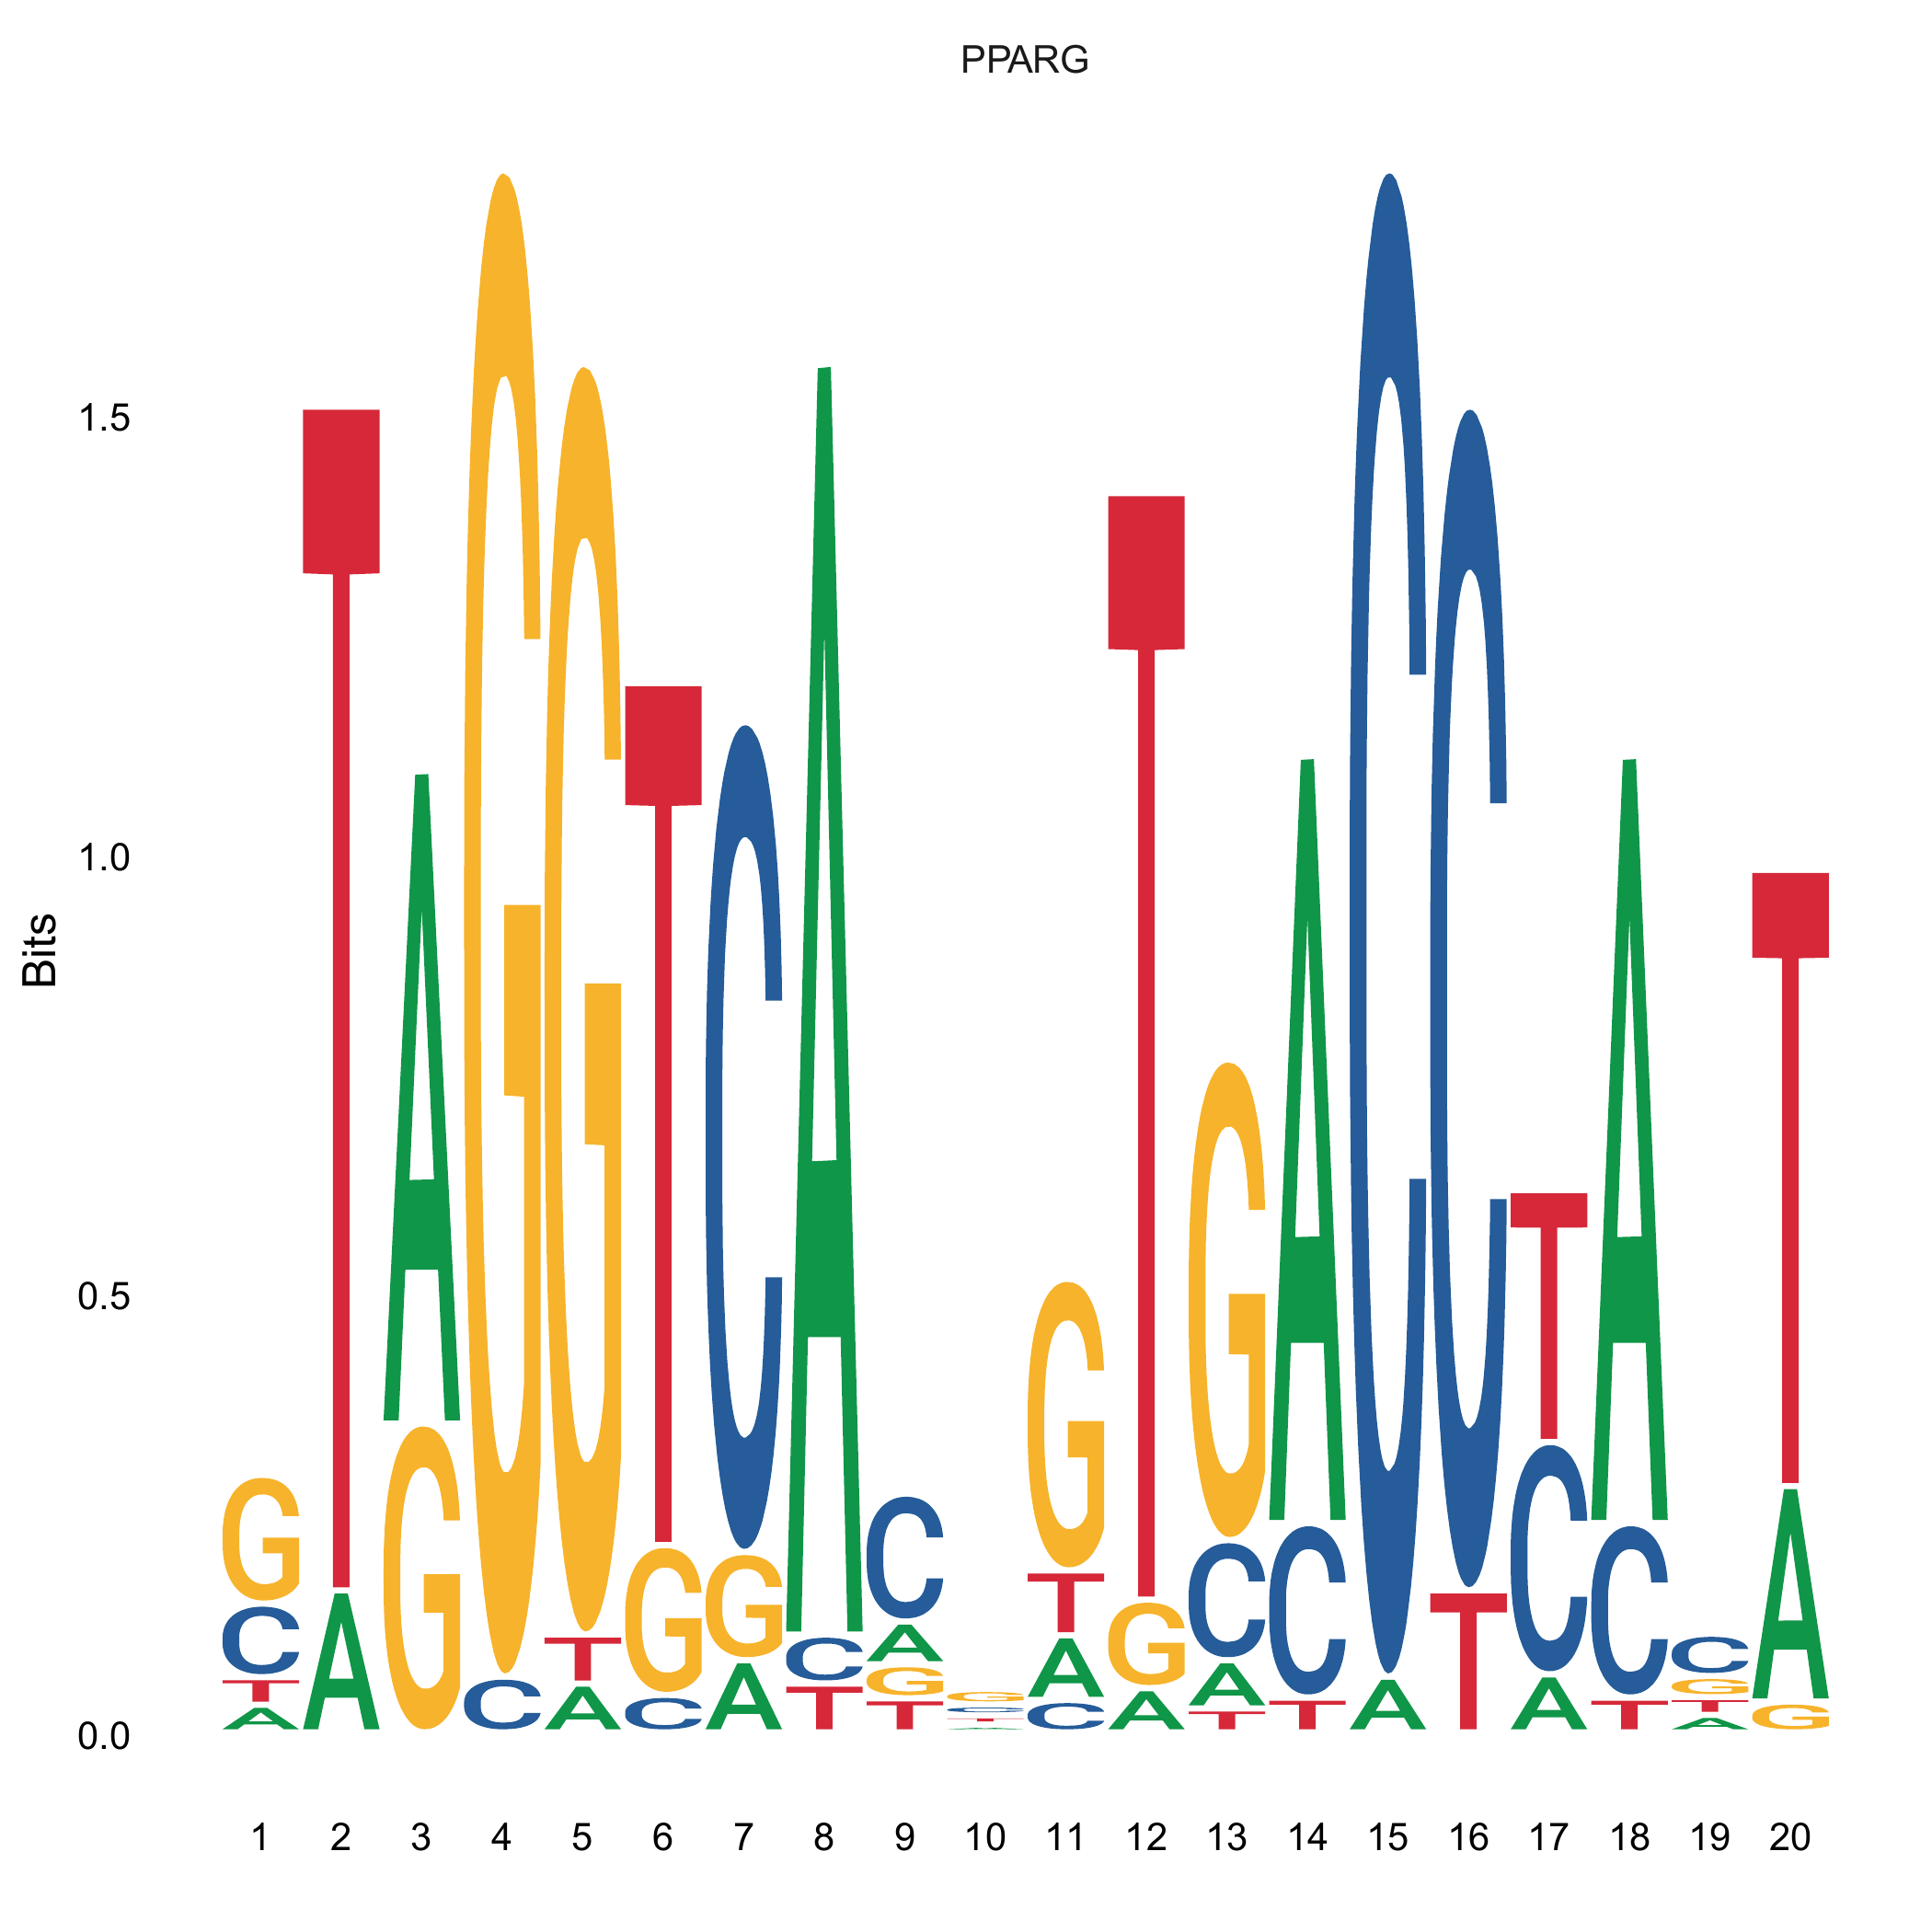 PPARG
Bits
1.5
1.0
0.5
0.0
G T A G G T C A C G G T G A C C T A C T
C A G C T G G C A C T G C C A T C C G A
T A A C A T G T A A A C A T G
A T A C T T A
1 2 3 4 5 6 7 8 9 10 11 12 13 14 15 16 17 18 19 20